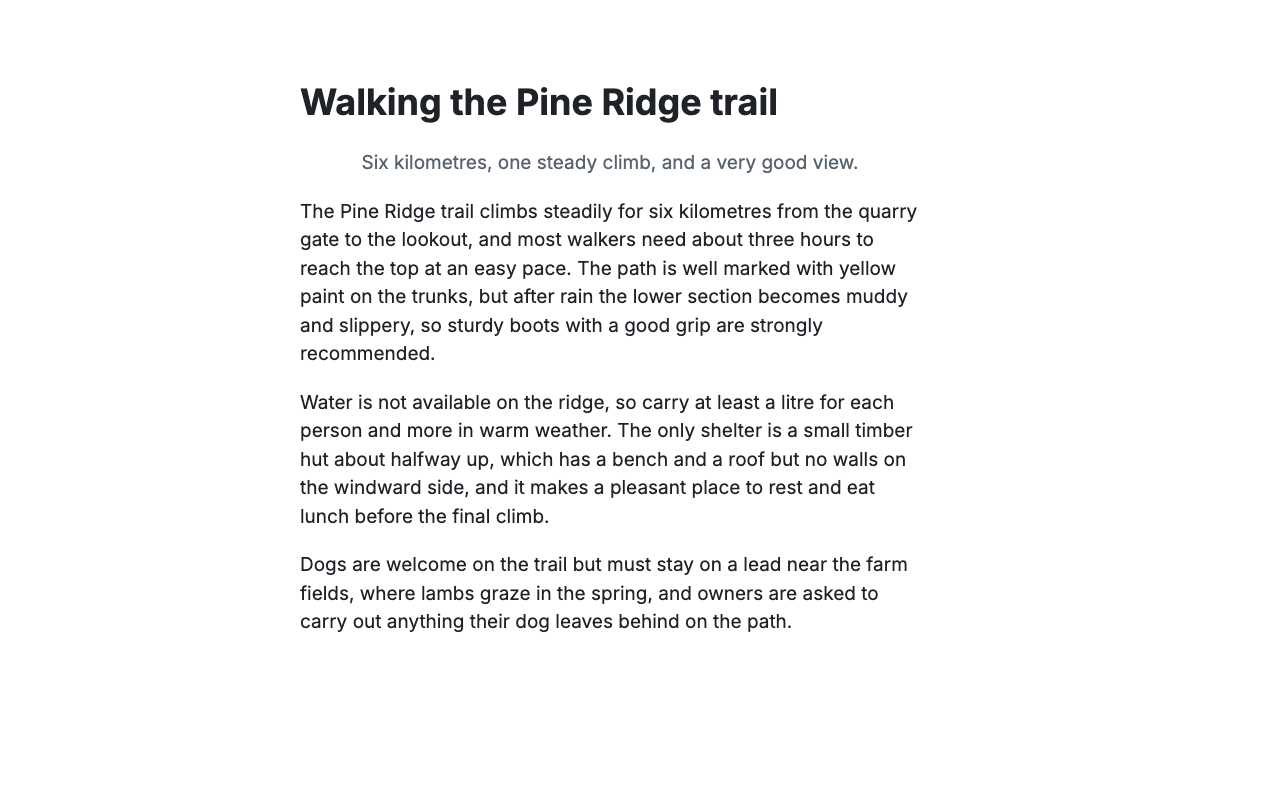 Walking the Pine Ridge trail
Six kilometres, one steady climb, and a very good view.
The Pine Ridge trail climbs steadily for six kilometres from the quarry
gate to the lookout, and most walkers need about three hours to
reach the top at an easy pace. The path is well marked with yellow
paint on the trunks, but after rain the lower section becomes muddy
and slippery, so sturdy boots with a good grip are strongly
recommended.
Water is not available on the ridge, so carry at least a litre for each
person and more in warm weather. The only shelter is a small timber
hut about halfway up, which has a bench and a roof but no walls on
the windward side, and it makes a pleasant place to rest and eat
lunch before the final climb.
Dogs are welcome on the trail but must stay on a lead near the farm
fields, where lambs graze in the spring, and owners are asked to
carry out anything their dog leaves behind on the path.